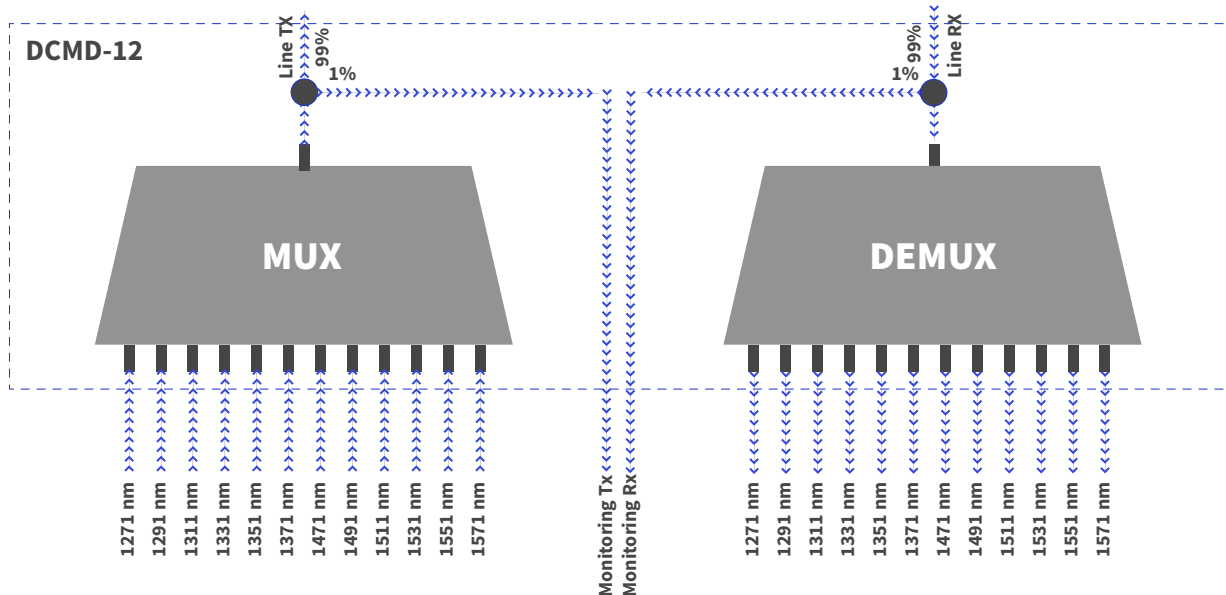 DCMD-12
Line TX
99%
1%
99%
Line RX
1%
MUX
DEMUX
1271 nm
1291 nm
1311 nm
1331 nm
1351 nm
1371 nm
1471 nm
1491 nm
1511 nm
1531 nm
1551 nm
1571 nm
Monitoring Tx
Monitoring Rx
1271 nm
1291 nm
1311 nm
1331 nm
1351 nm
1371 nm
1471 nm
1491 nm
1511 nm
1531 nm
1551 nm
1571 nm